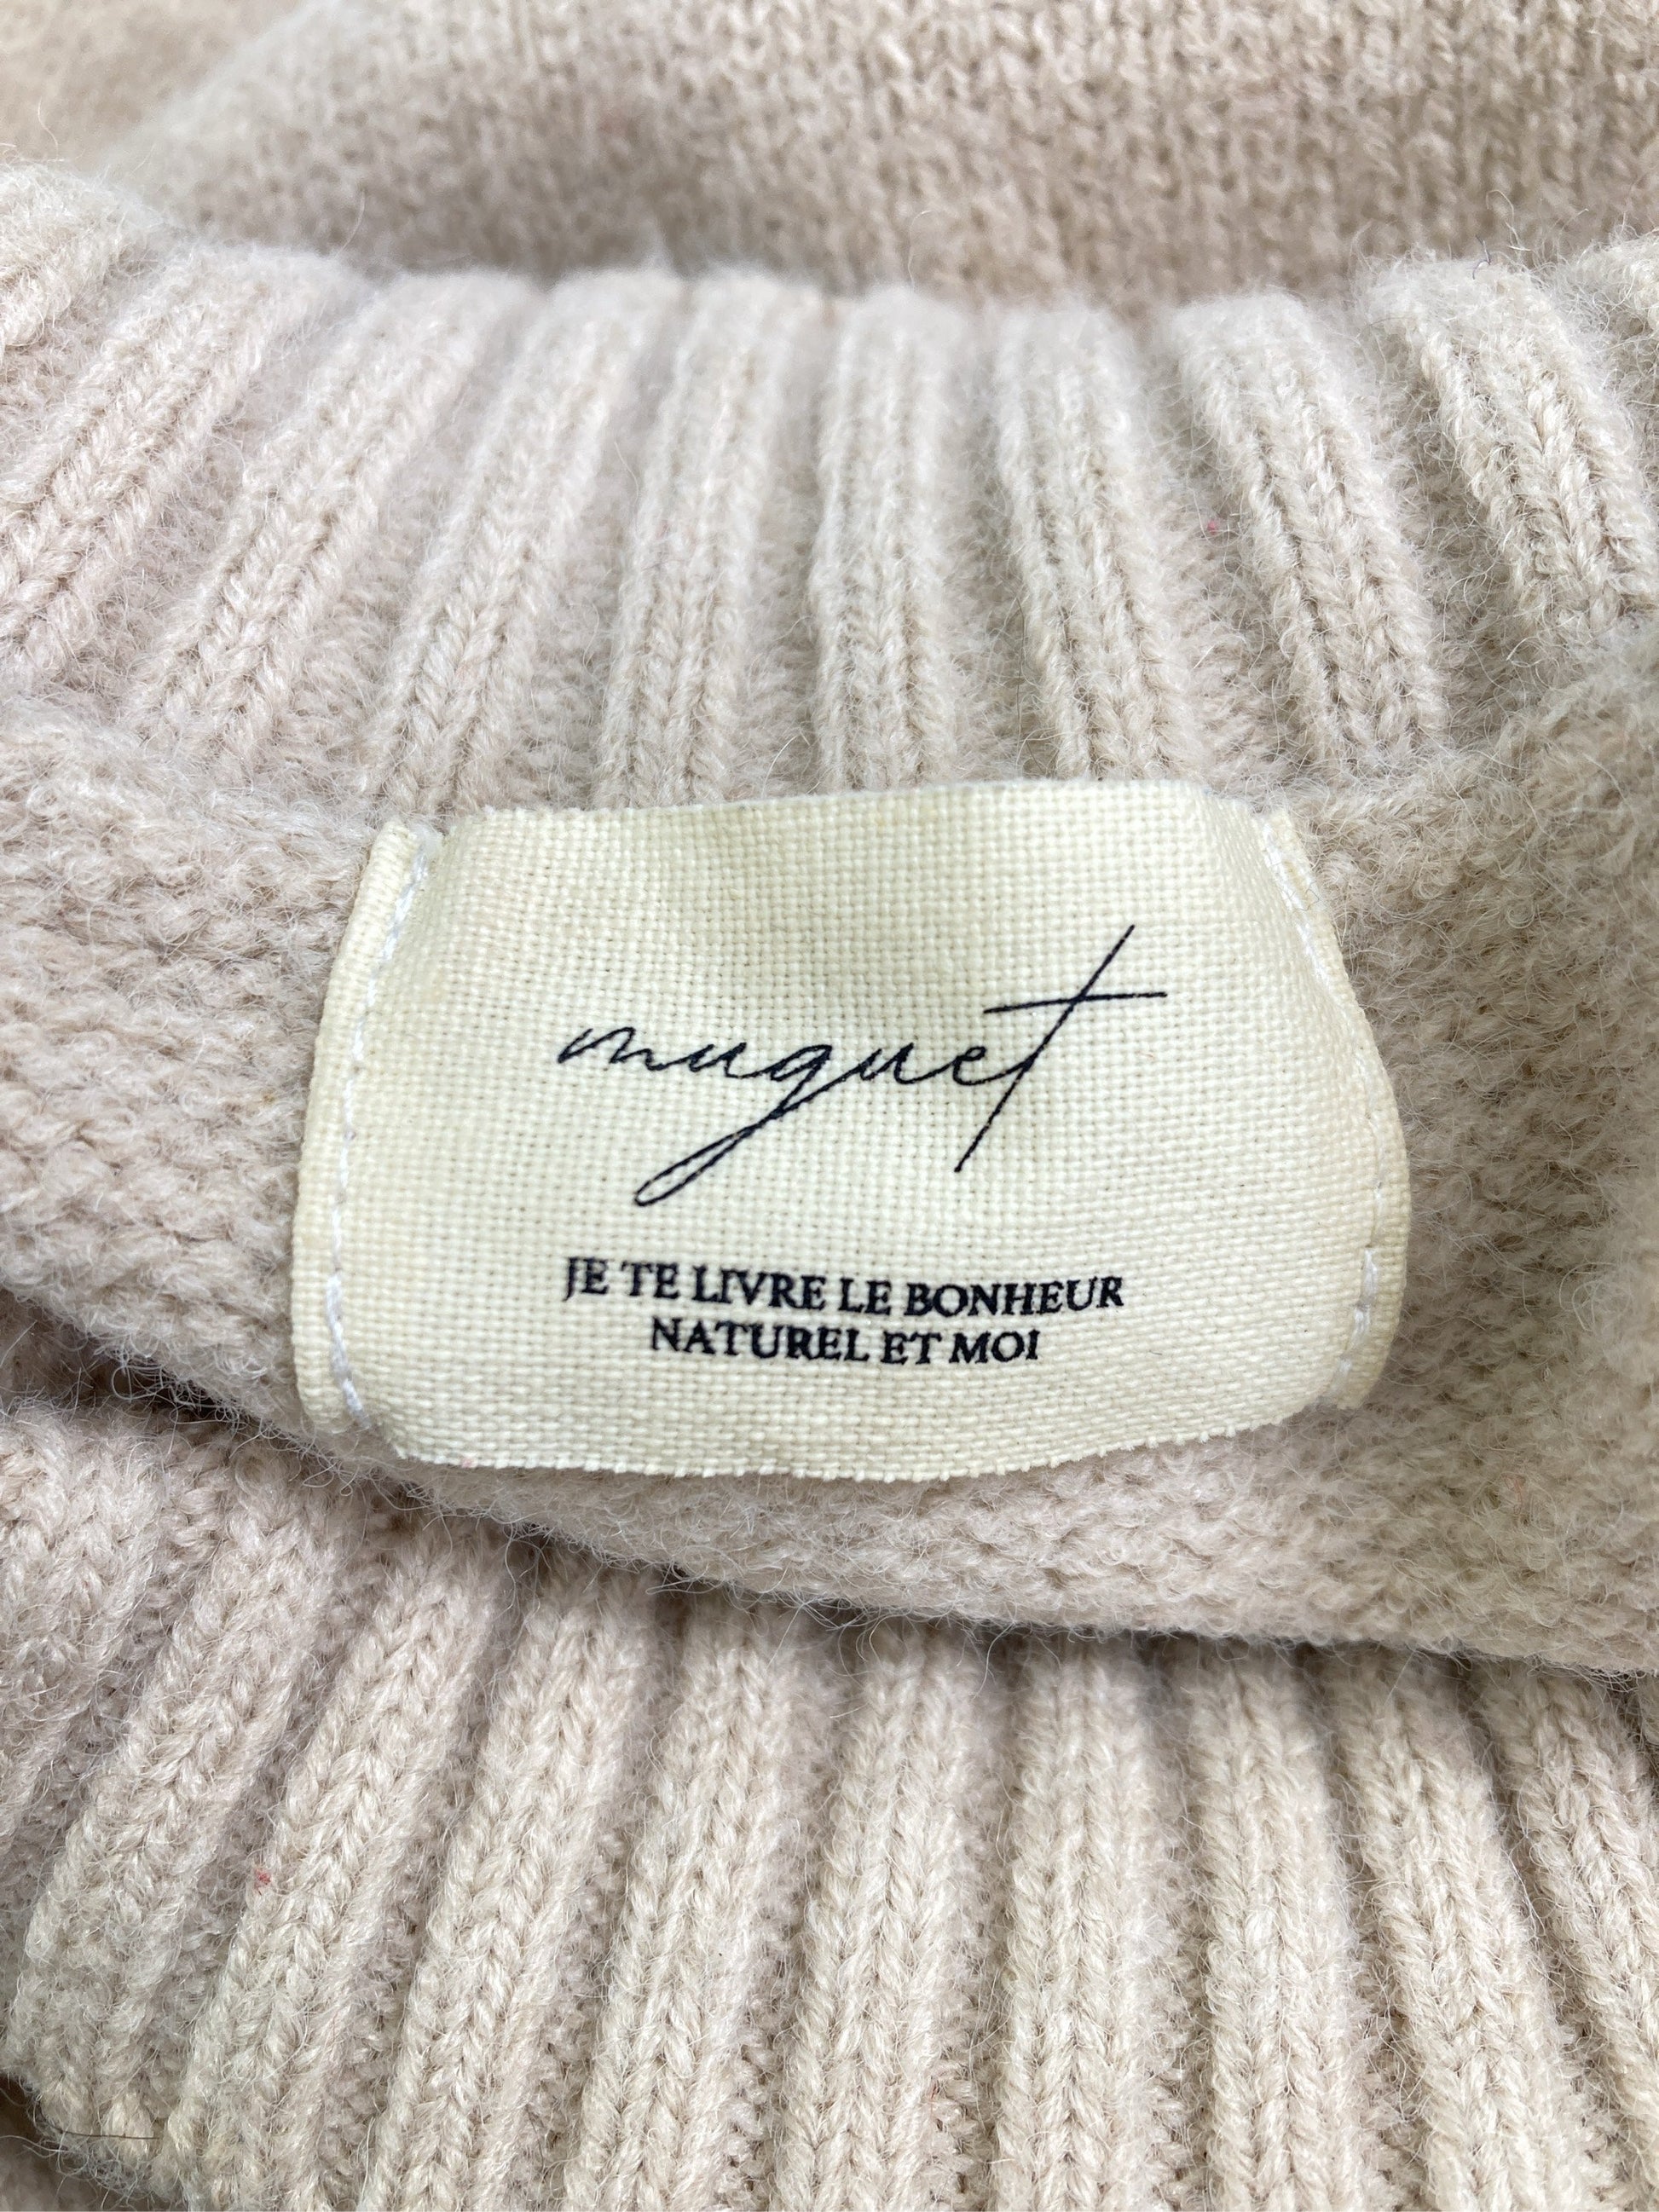 muguet
JE TE LIVRE LE BONHEUR
NATUREL ET MOI